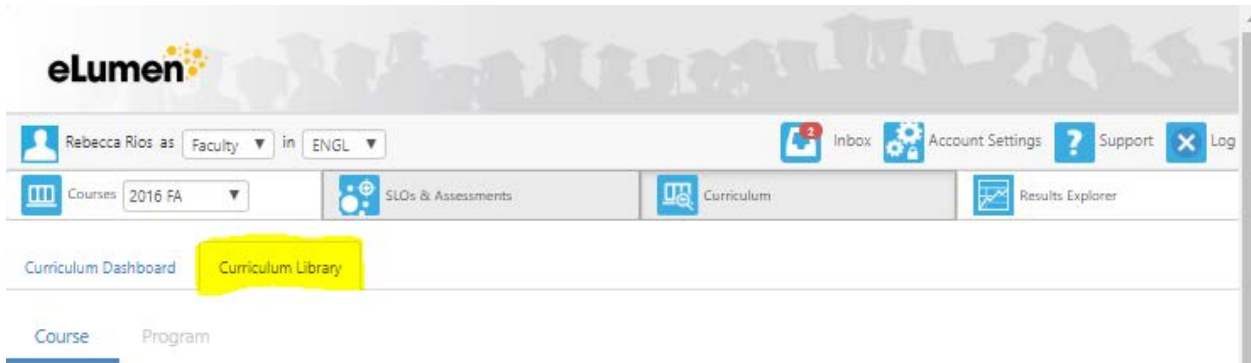 eLumen
Rebecca Rios as Faculty in ENGL 2 Inbox Account Settings ? Support Log
Courses 2016 FA SLOs & Assessments Curriculum Results Explorer
Curriculum Dashboard Curriculum Library
Course Program